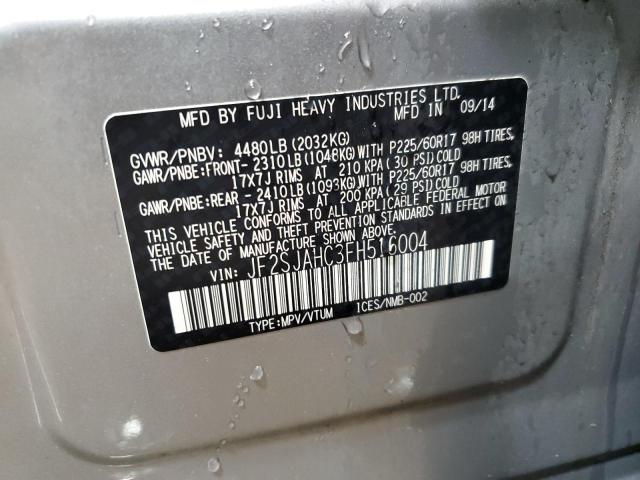 MFD BY FUJI HEAVY INDUSTRIES LTD.
MFD IN 09/14
GVWR/PNBV: 4480LB (2032KG)
GAWR/PNBE:FRONT- 2310LB (1048KG)WITH P225/60R17 98H TIRES,
17X7J RIMS AT 210 KPA (30 PSI)COLD
GAWR/PNBE:REAR - 2410LB (1093KG)WITH P225/60R17 98H TIRES,
17X7J RIMS AT 200 KPA (29 PSI)COLD
THIS VEHICLE CONFORMS TO ALL APPLICABLE FEDERAL MOTOR
VEHICLE SAFETY AND THEFT PREVENTION STANDARDS IN EFFECT ON
THE DATE OF MANUFACTURE SHOWN ABOVE.
VIN: JF2SJAHC3FH516004
TYPE:MPV/VTUM ICES/NMB-002